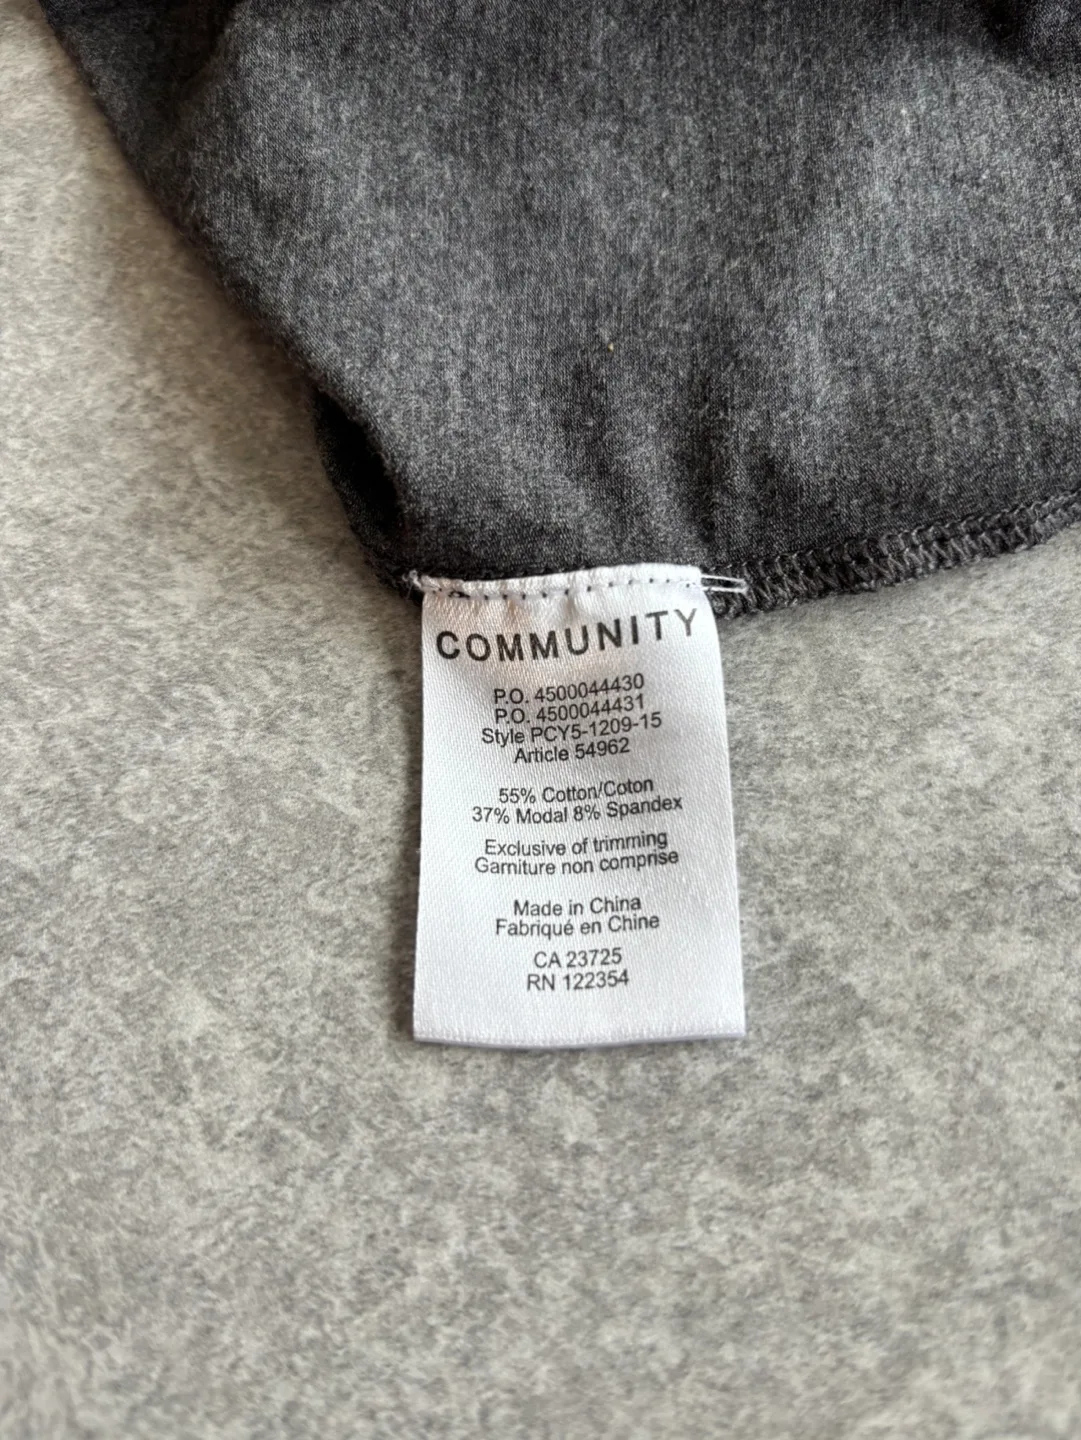 COMMUNITY
P.O. 4500044430
P.O. 4500044431
Style PCY5-1209-15
Article 54962
55% Cotton/Coton
37% Modal 8% Spandex
Exclusive of trimming
Garniture non comprise
Made in China
Fabriqué en Chine
CA 23725
RN 122354